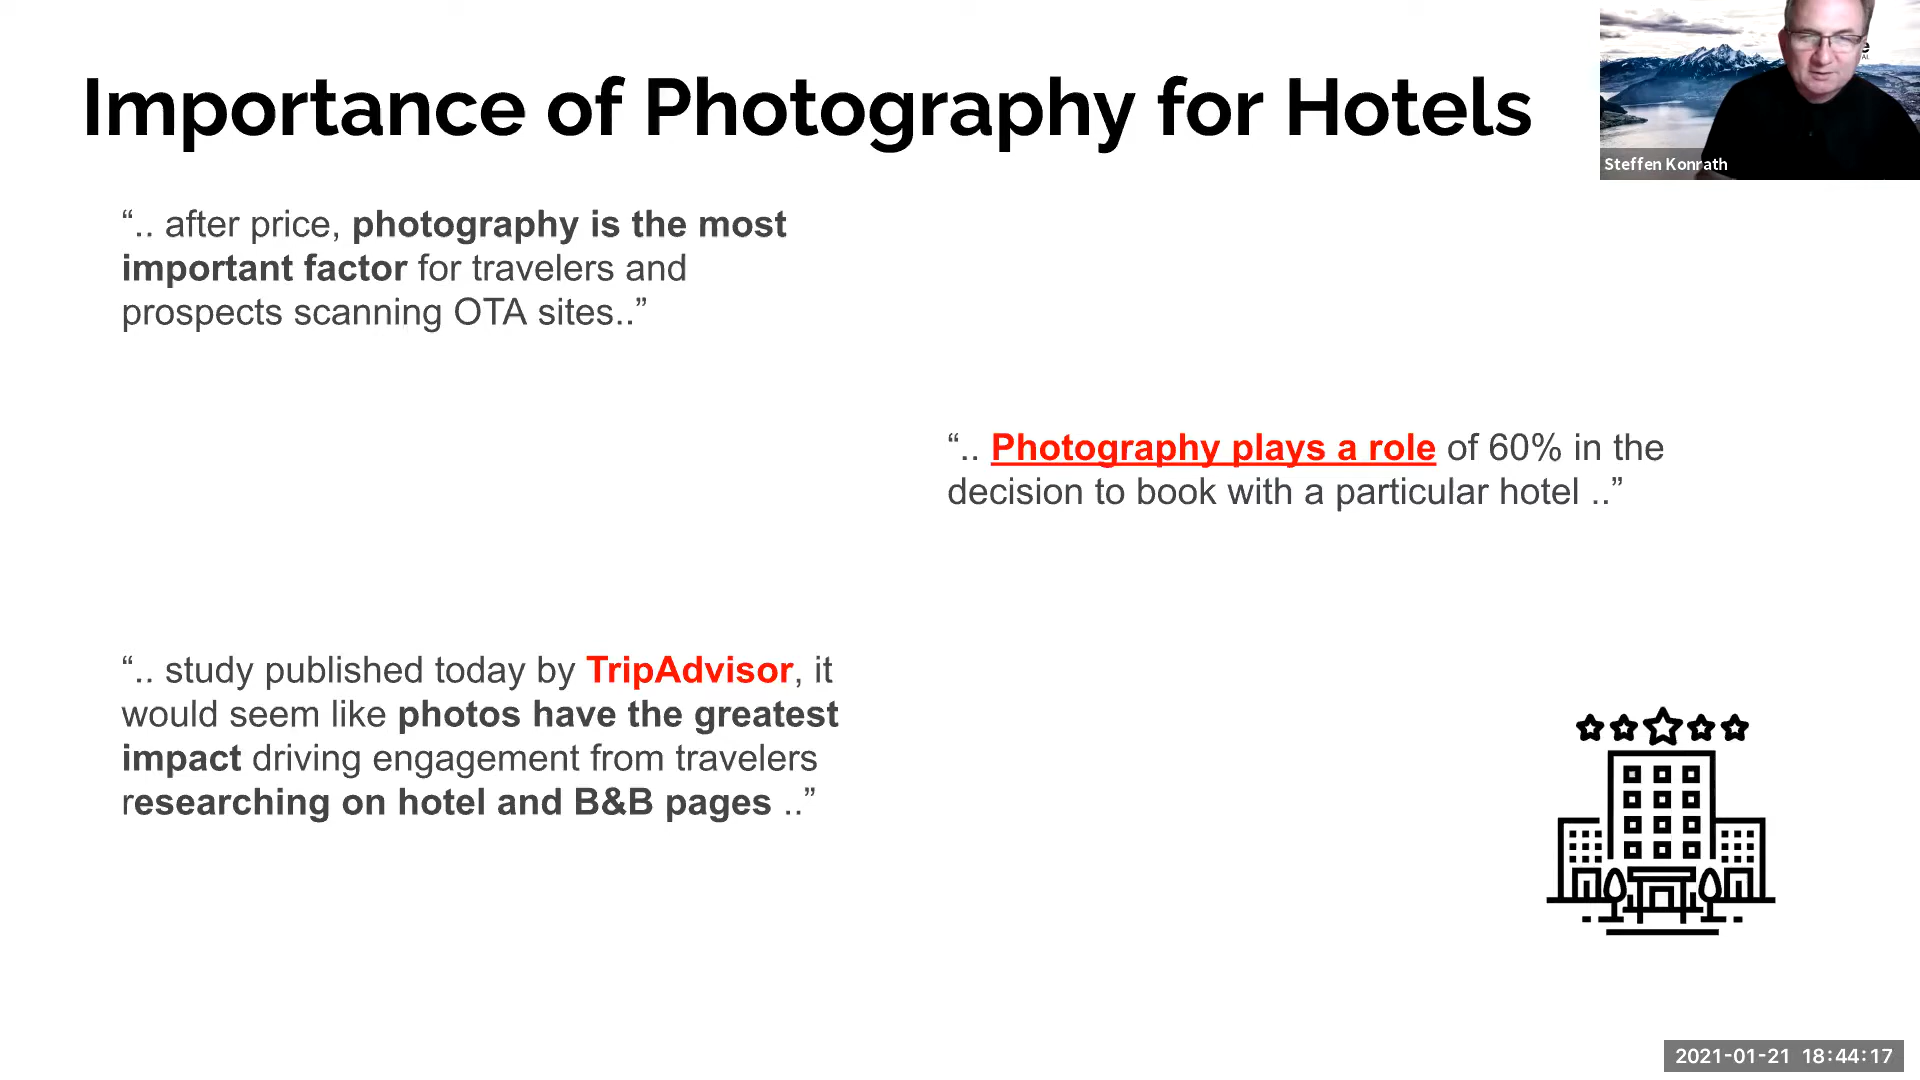 Importance of Photography for Hotels
Steffen Konrath
“.. after price, photography is the most
important factor for travelers and
prospects scanning OTA sites..”
“.. Photography plays a role of 60% in the
decision to book with a particular hotel ..”
“.. study published today by TripAdvisor, it
would seem like photos have the greatest
impact driving engagement from travelers
researching on hotel and B&B pages ..”
2021-01-21 18:44:17